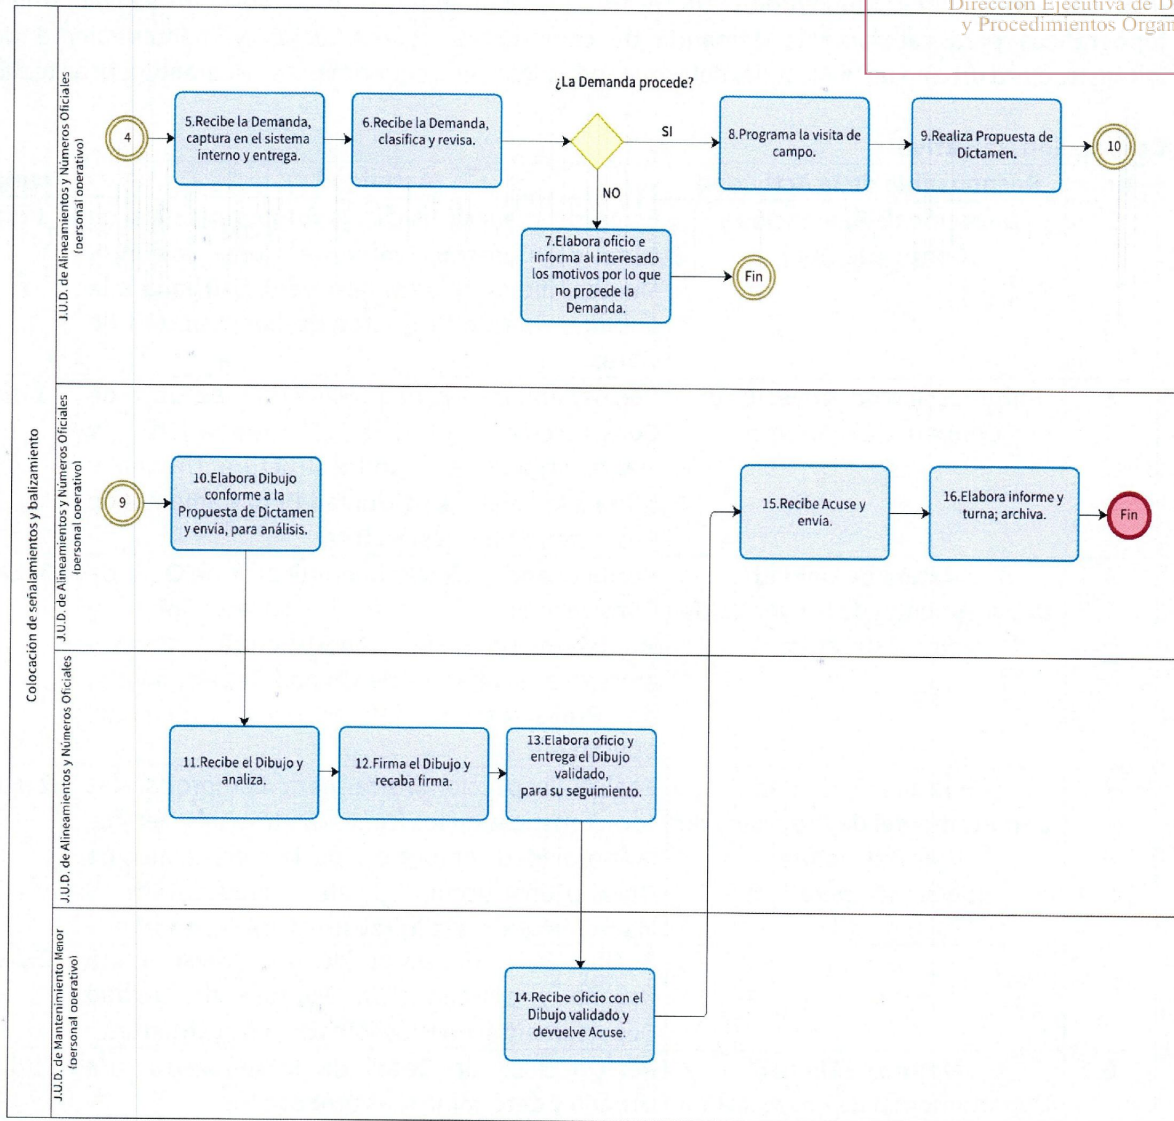 Dirección Ejecutiva de D
y Procedimientos Organ
Colocación de señalamientos y balizamiento
J.U.D. de Alineamientos y Números Oficiales
(personal operativo)
¿La Demanda procede?
4
5.Recibe la Demanda,
captura en el sistema
interno y entrega.
6.Recibe la Demanda,
clasifica y revisa.
SI
8.Programa la visita de
campo.
9.Realiza Propuesta de
Dictamen.
10
NO
7.Elabora oficio e
informa al interesado
los motivos por lo que
no procede la
Demanda.
Fin
J.U.D. de Alineamientos y Números Oficiales
(personal operativo)
9
10.Elabora Dibujo
conforme a la
Propuesta de Dictamen
y envía, para análisis.
15.Recibe Acuse y
envía.
16.Elabora informe y
turna; archiva.
Fin
J.U.D. de Alineamientos y Números Oficiales
11.Recibe el Dibujo y
analiza.
12.Firma el Dibujo y
recaba firma.
13.Elabora oficio y
entrega el Dibujo
validado,
para su seguimiento.
J.U.D. de Mantenimiento Menor
(personal operativo)
14.Recibe oficio con el
Dibujo validado y
devuelve Acuse.